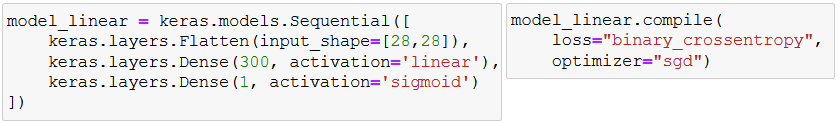 model_linear = keras.models.Sequential([
    keras.layers.Flatten(input_shape=[28,28]),
    keras.layers.Dense(300, activation='linear'),
    keras.layers.Dense(1, activation='sigmoid')
])
model_linear.compile(
    loss="binary_crossentropy",
    optimizer="sgd")